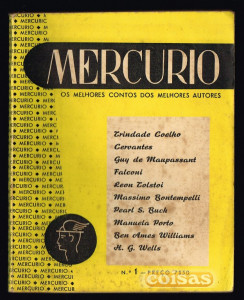 MERCURIO
OS MELHORES CONTOS DOS MELHORES AUTORES
Trindade Coelho
Cervantes
Guy de Maupassant
Falconi
Leon Tolstoi
Massimo Bontempelli
Pearl S. Buck
Manuela Porto
Ben Ames Williams
H. G. Wells
N.º 1 - PREÇO 2$50
coisas